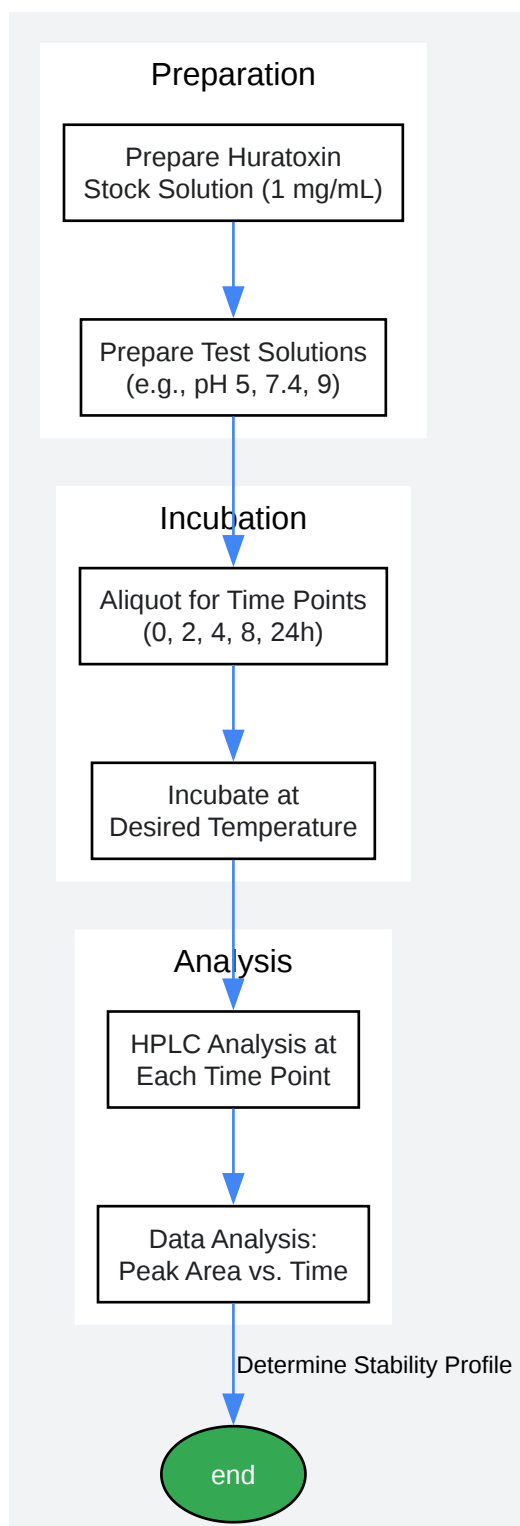 Preparation
Prepare Huratoxin
Stock Solution (1 mg/mL)
Prepare Test Solutions
(e.g., pH 5, 7.4, 9)
Incubation
Aliquot for Time Points
(0, 2, 4, 8, 24h)
Incubate at
Desired Temperature
Analysis
HPLC Analysis at
Each Time Point
Data Analysis:
Peak Area vs. Time
Determine Stability Profile
end